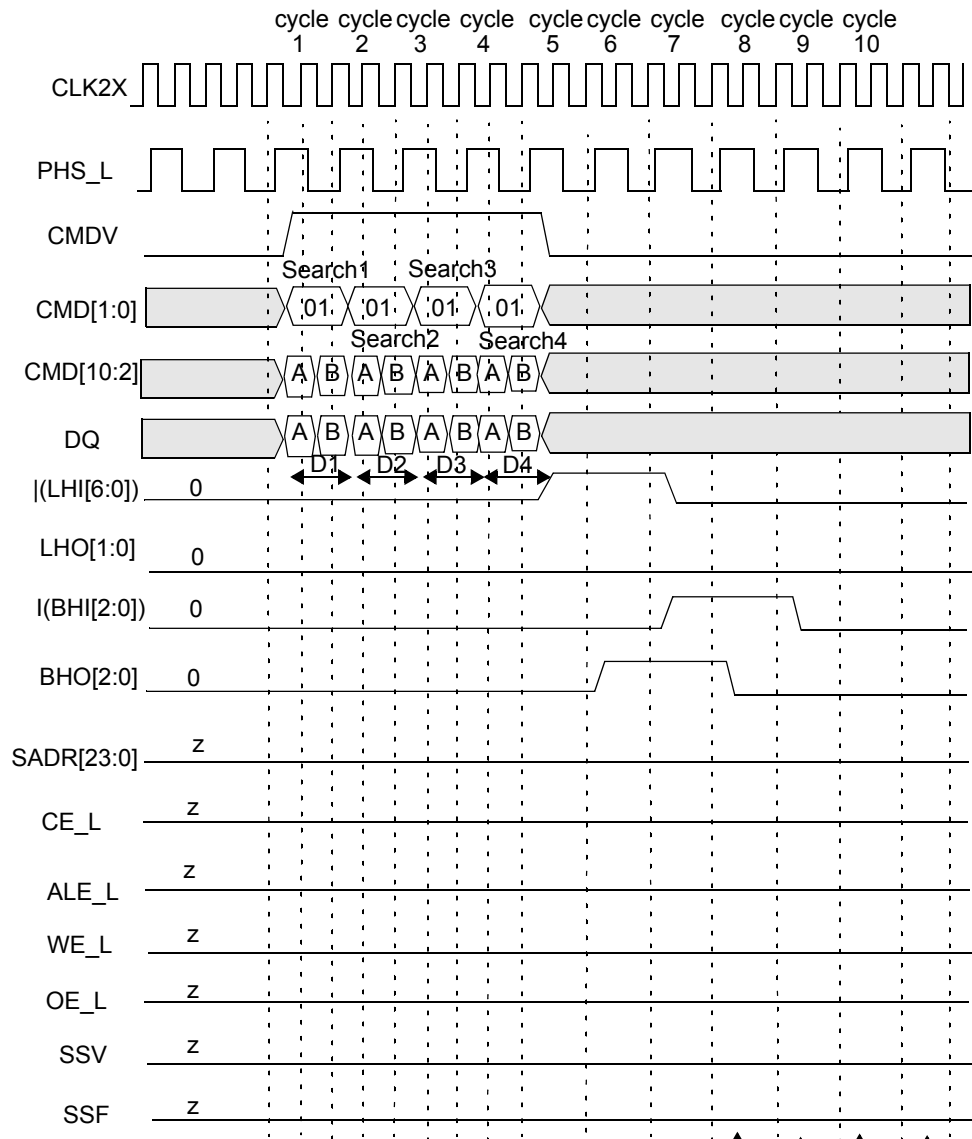 cycle cycle cycle cycle cycle cycle cycle cycle cycle cycle
1 2 3 4 5 6 7 8 9 10
CLK2X
PHS_L
CMDV
Search1 Search3
CMD[1:0] 01 01 01 01
Search2 Search4
CMD[10:2] A B A B A B A B
DQ A B A B A B A B
D1 D2 D3 D4
|(LHI[6:0]) 0
LHO[1:0] 0
I(BHI[2:0]) 0
BHO[2:0] 0
SADR[23:0] z
CE_L z
ALE_L z
WE_L z
OE_L z
SSV z
SSF z